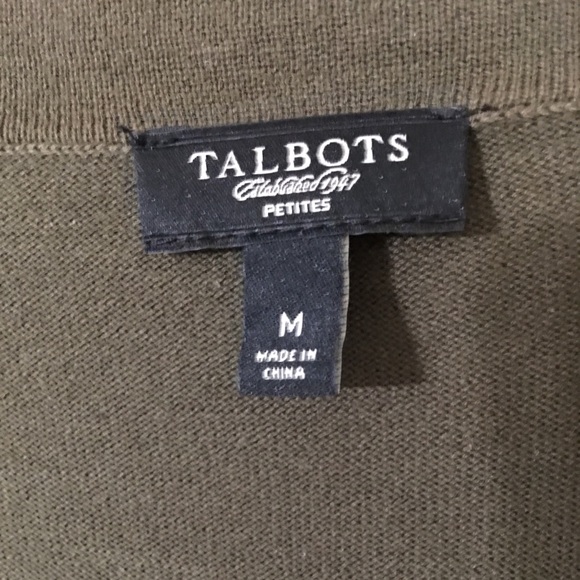 TALBOTS
Established 1947
PETITES
M
MADE IN
CHINA